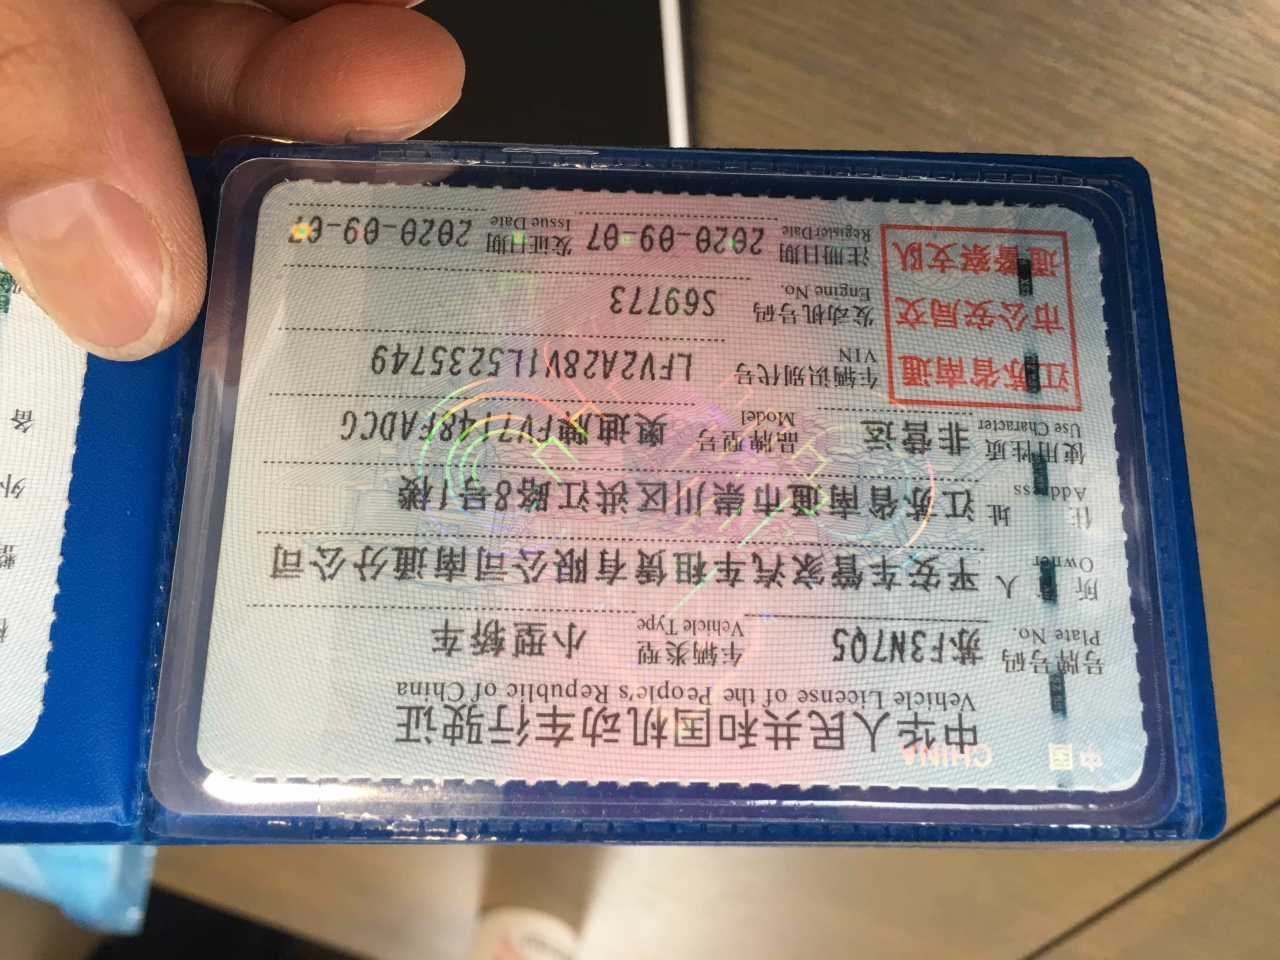 中国 CHINA
中华人民共和国机动车行驶证
Vehicle License of the People's Republic of China
号牌号码 苏F3N7Q5 车辆类型 小型轿车
Plate No. Vehicle Type
所有人 平安车管家汽车租赁有限公司南通分公司
Owner
住址 江苏省南通市崇川区洪江路8号1楼
Address
使用性质 非营运 品牌型号 奥迪牌FV7148FADCG
Use Character Model
江苏省南通
市公安局交
通警察支队
车辆识别代号 LFV2A28V1L5235749
VIN
发动机号码 S69773
Engine No.
注册日期 2020-09-07 发证日期 2020-09-07
Register Date Issue Date
备
外
整